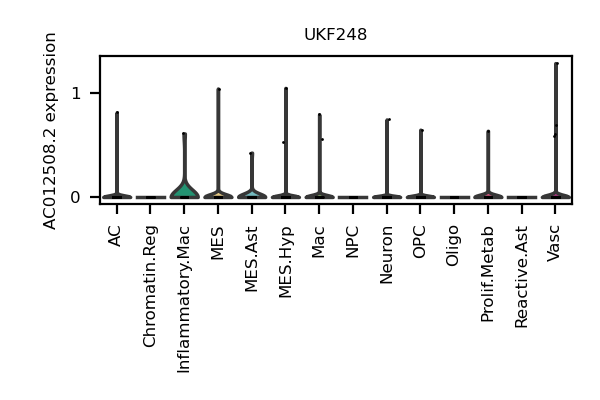 UKF248
AC012508.2 expression
1
0
AC
Chromatin.Reg
Inflammatory.Mac
MES
MES.Ast
MES.Hyp
Mac
NPC
Neuron
OPC
Oligo
Prolif.Metab
Reactive.Ast
Vasc